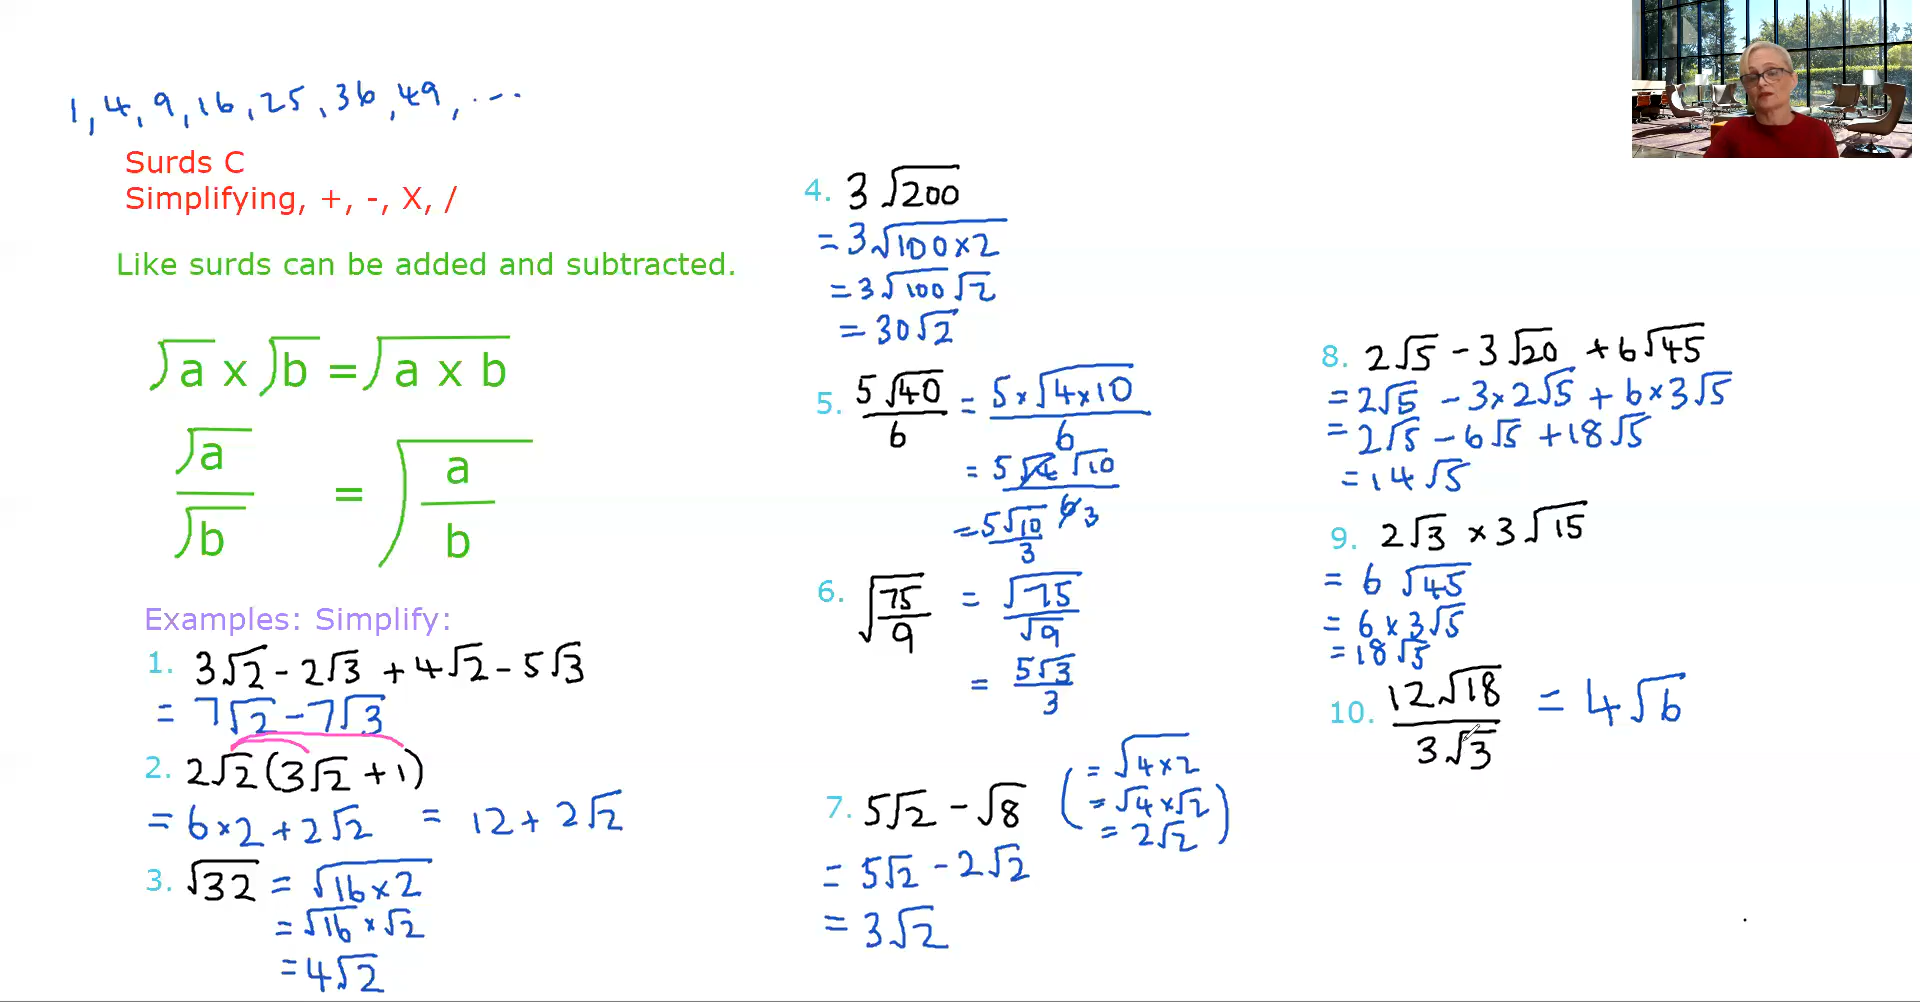 1, 4, 9, 16, 25, 36, 49, ...
Surds C
Simplifying, +, -, X, /
Like surds can be added and subtracted.
√a x √b = √(a x b)
√a/√b = √(a/b)
Examples: Simplify:
1. 3√2 - 2√3 + 4√2 - 5√3
= 7√2 - 7√3
2. 2√2(3√2 + 1)
= 6 × 2 + 2√2 = 12 + 2√2
3. √32 = √(16 × 2)
= √16 × √2
= 4√2
4. 3√200
= 3√(100 × 2)
= 3√100 √2
= 30√2
5. 5√40/6 = 5 × √(4 × 10)/6
= 5√4 √10/6 3
= 5√10/3
6. √(75/9) = √75/√9
= 5√3/3
7. 5√2 - √8 (= √(4 × 2)
= √4 × √2
= 2√2)
= 5√2 - 2√2
= 3√2
8. 2√5 - 3√20 + 6√45
= 2√5 - 3 × 2√5 + 6 × 3√5
= 2√5 - 6√5 + 18√5
= 14√5
9. 2√3 × 3√15
= 6√45
= 6 × 3√5
= 18√5
10. 12√18/3√3 = 4√6